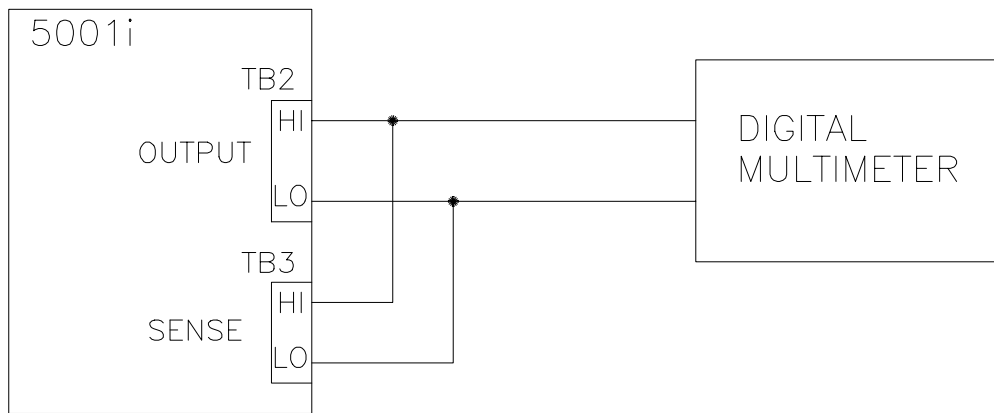 5001i
TB2
HI
OUTPUT
LO
TB3
HI
SENSE
LO
DIGITAL
MULTIMETER